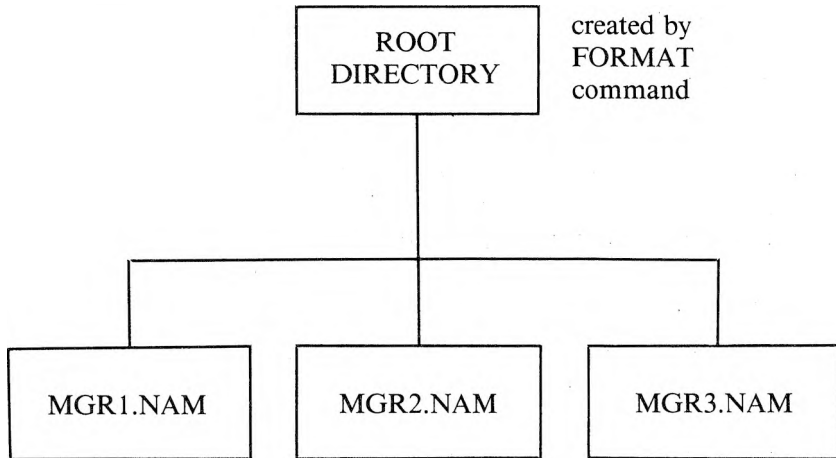 ROOT
DIRECTORY
created by
FORMAT
command
MGR1.NAM
MGR2.NAM
MGR3.NAM